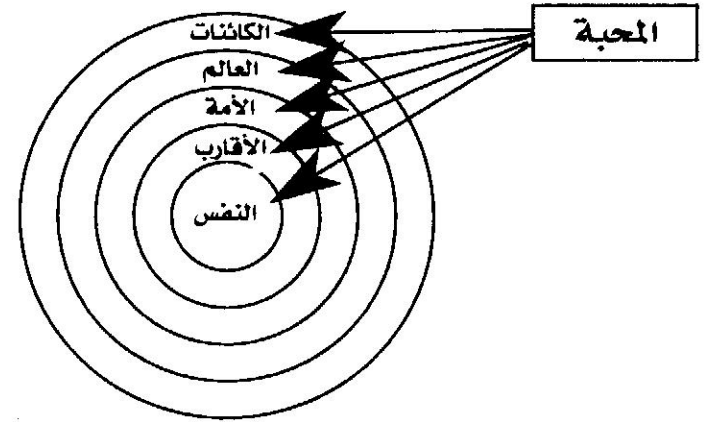 المحبة
الكائنات
العالم
الأمة
الأقارب
النفس